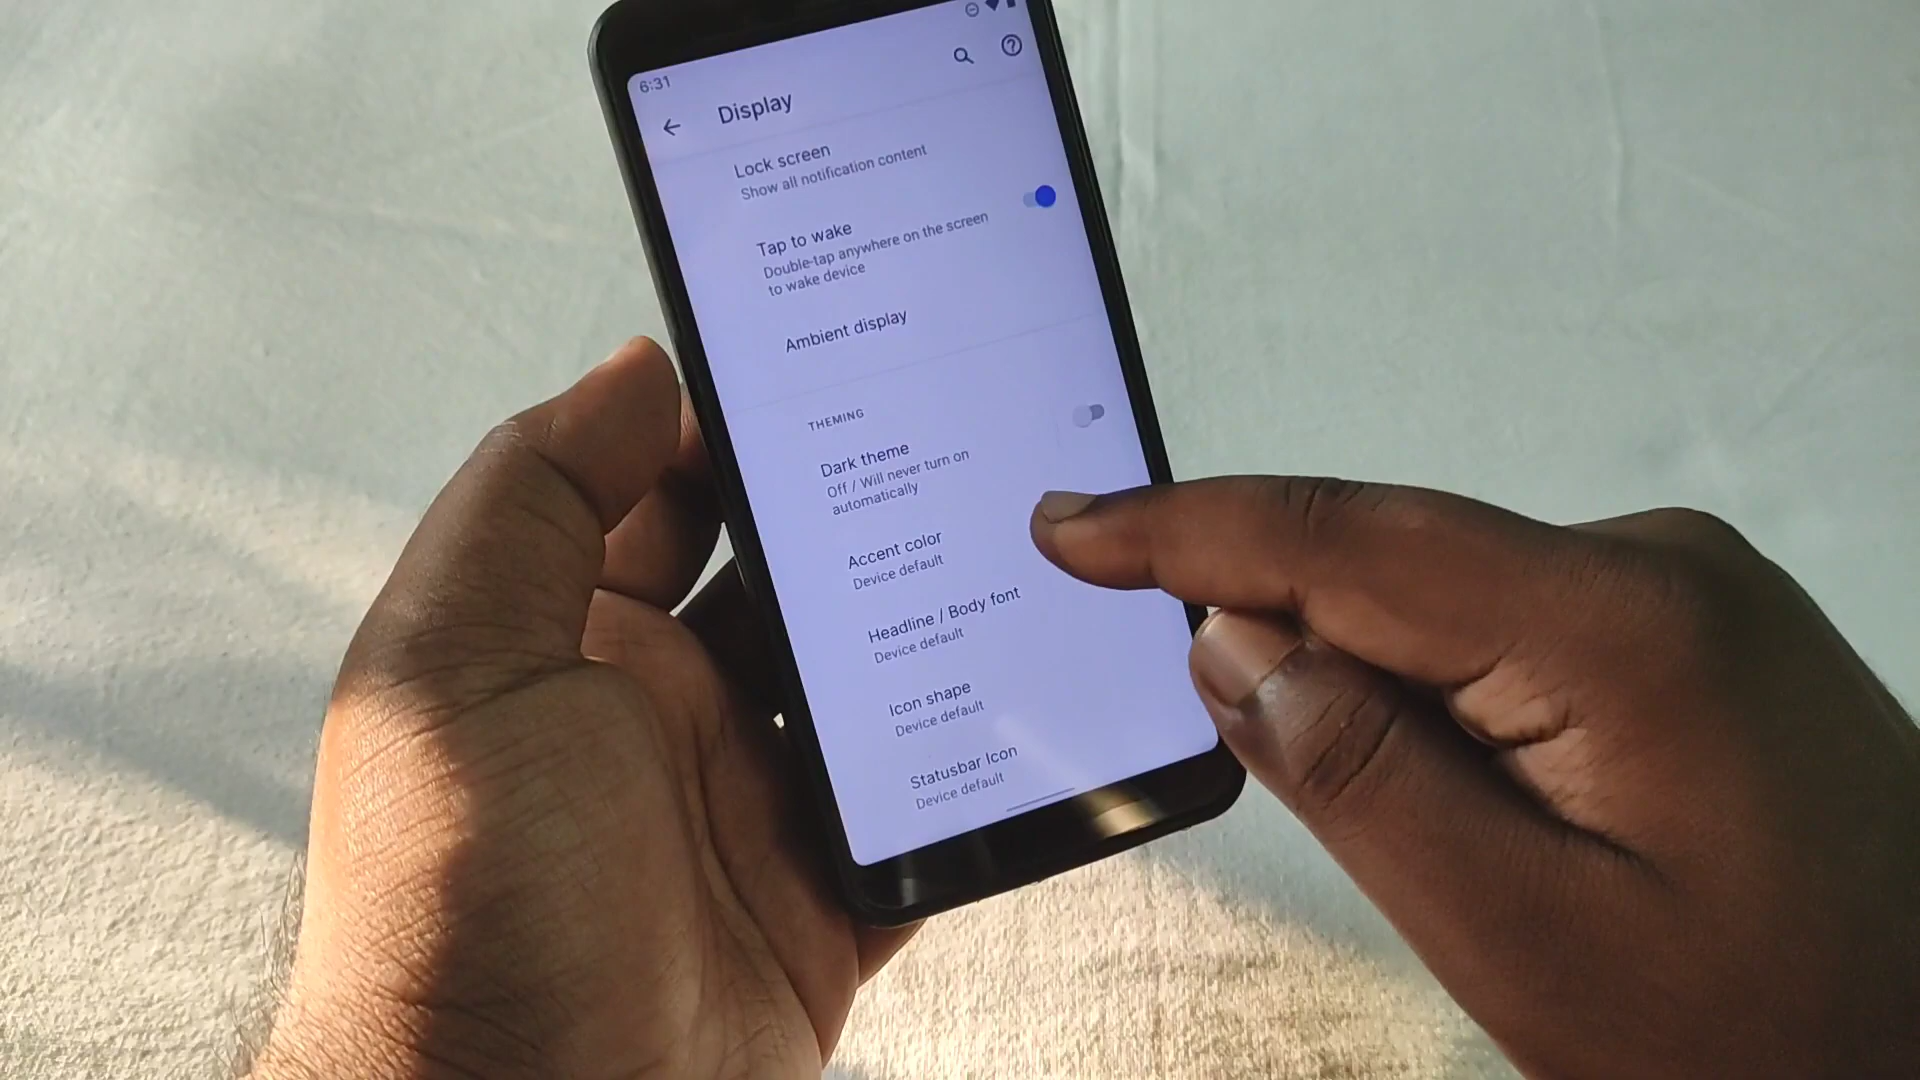 6:31
Display
Lock screen
Show all notification content
Tap to wake
Double-tap anywhere on the screen
to wake device
Ambient display
THEMING
Dark theme
Off / Will never turn on
automatically
Accent color
Device default
Headline / Body font
Device default
Icon shape
Device default
Statusbar Icon
Device default